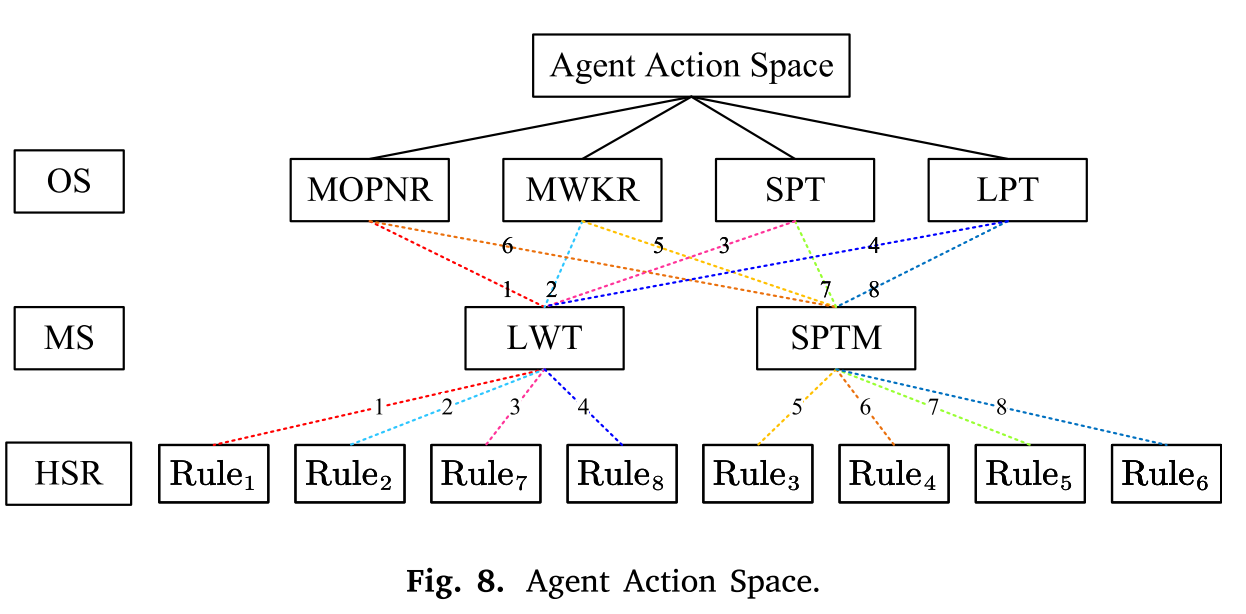 Agent Action Space
OS MOPNR MWKR SPT LPT
6 5 3 4
1 2 7 8
MS LWT SPTM
1 2 3 4 5 6 7 8
HSR Rule₁ Rule₂ Rule₇ Rule₈ Rule₃ Rule₄ Rule₅ Rule₆
Fig. 8. Agent Action Space.